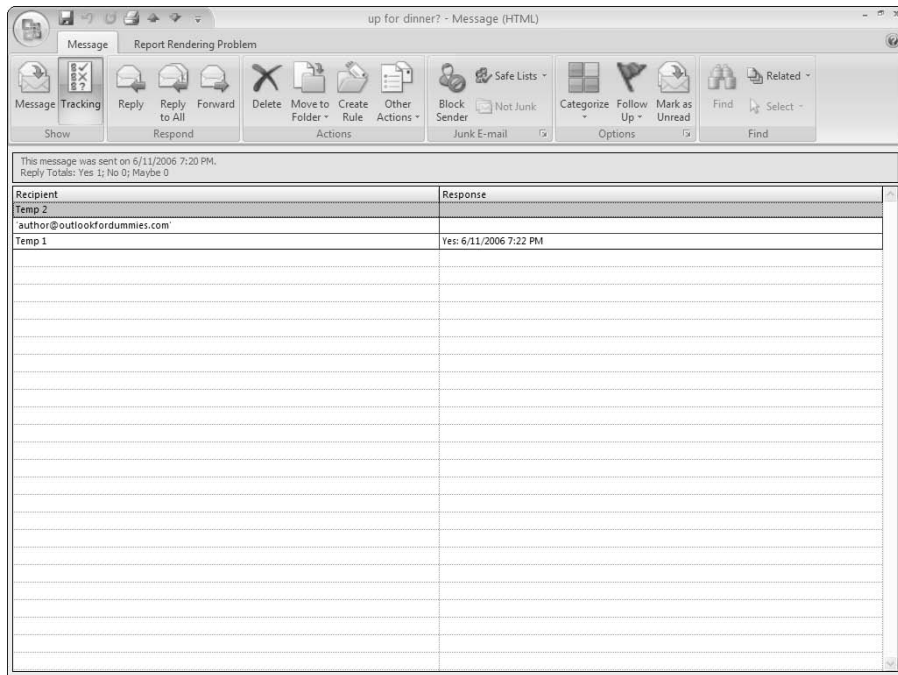 up for dinner? - Message (HTML)
Message Report Rendering Problem
Message Tracking
Show
Reply Reply to All Forward
Respond
Delete Move to Folder Create Rule Other Actions
Actions
Block Sender Safe Lists Not Junk
Junk E-mail
Categorize Follow Up Mark as Unread
Options
Find Related Select
Find
This message was sent on 6/11/2006 7:20 PM.
Reply Totals: Yes 1; No 0; Maybe 0
Recipient Response
Temp 2
'author@outlookfordummies.com'
Temp 1 Yes: 6/11/2006 7:22 PM